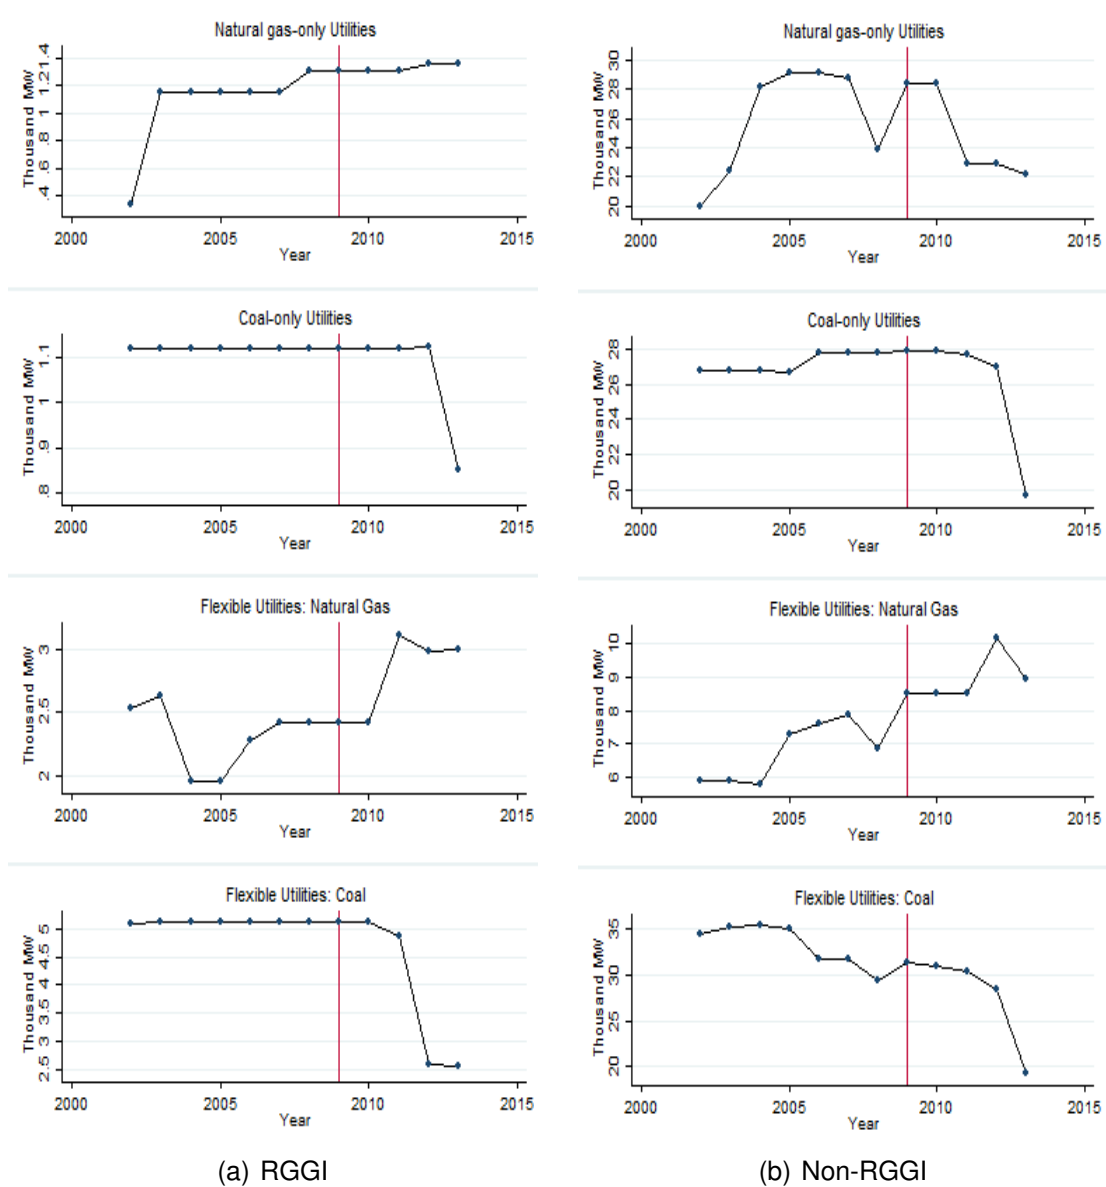 Natural gas-only Utilities
Thousand MW
.4 .6 .8 1 1.21.4
2000 2005 2010 2015
Year
Coal-only Utilities
Thousand MW
.8 .9 1 1.1
2000 2005 2010 2015
Year
Flexible Utilities: Natural Gas
Thousand MW
2 2.5 3
2000 2005 2010 2015
Year
Flexible Utilities: Coal
Thousand MW
2.5 3 3.5 4 4.5 5
2000 2005 2010 2015
Year
(a) RGGI
Natural gas-only Utilities
Thousand MW
20 22 24 26 28 30
2000 2005 2010 2015
Year
Coal-only Utilities
Thousand MW
20 22 24 26 28
2000 2005 2010 2015
Year
Flexible Utilities: Natural Gas
Thousand MW
6 7 8 9 10
2000 2005 2010 2015
Year
Flexible Utilities: Coal
Thousand MW
20 25 30 35
2000 2005 2010 2015
Year
(b) Non-RGGI